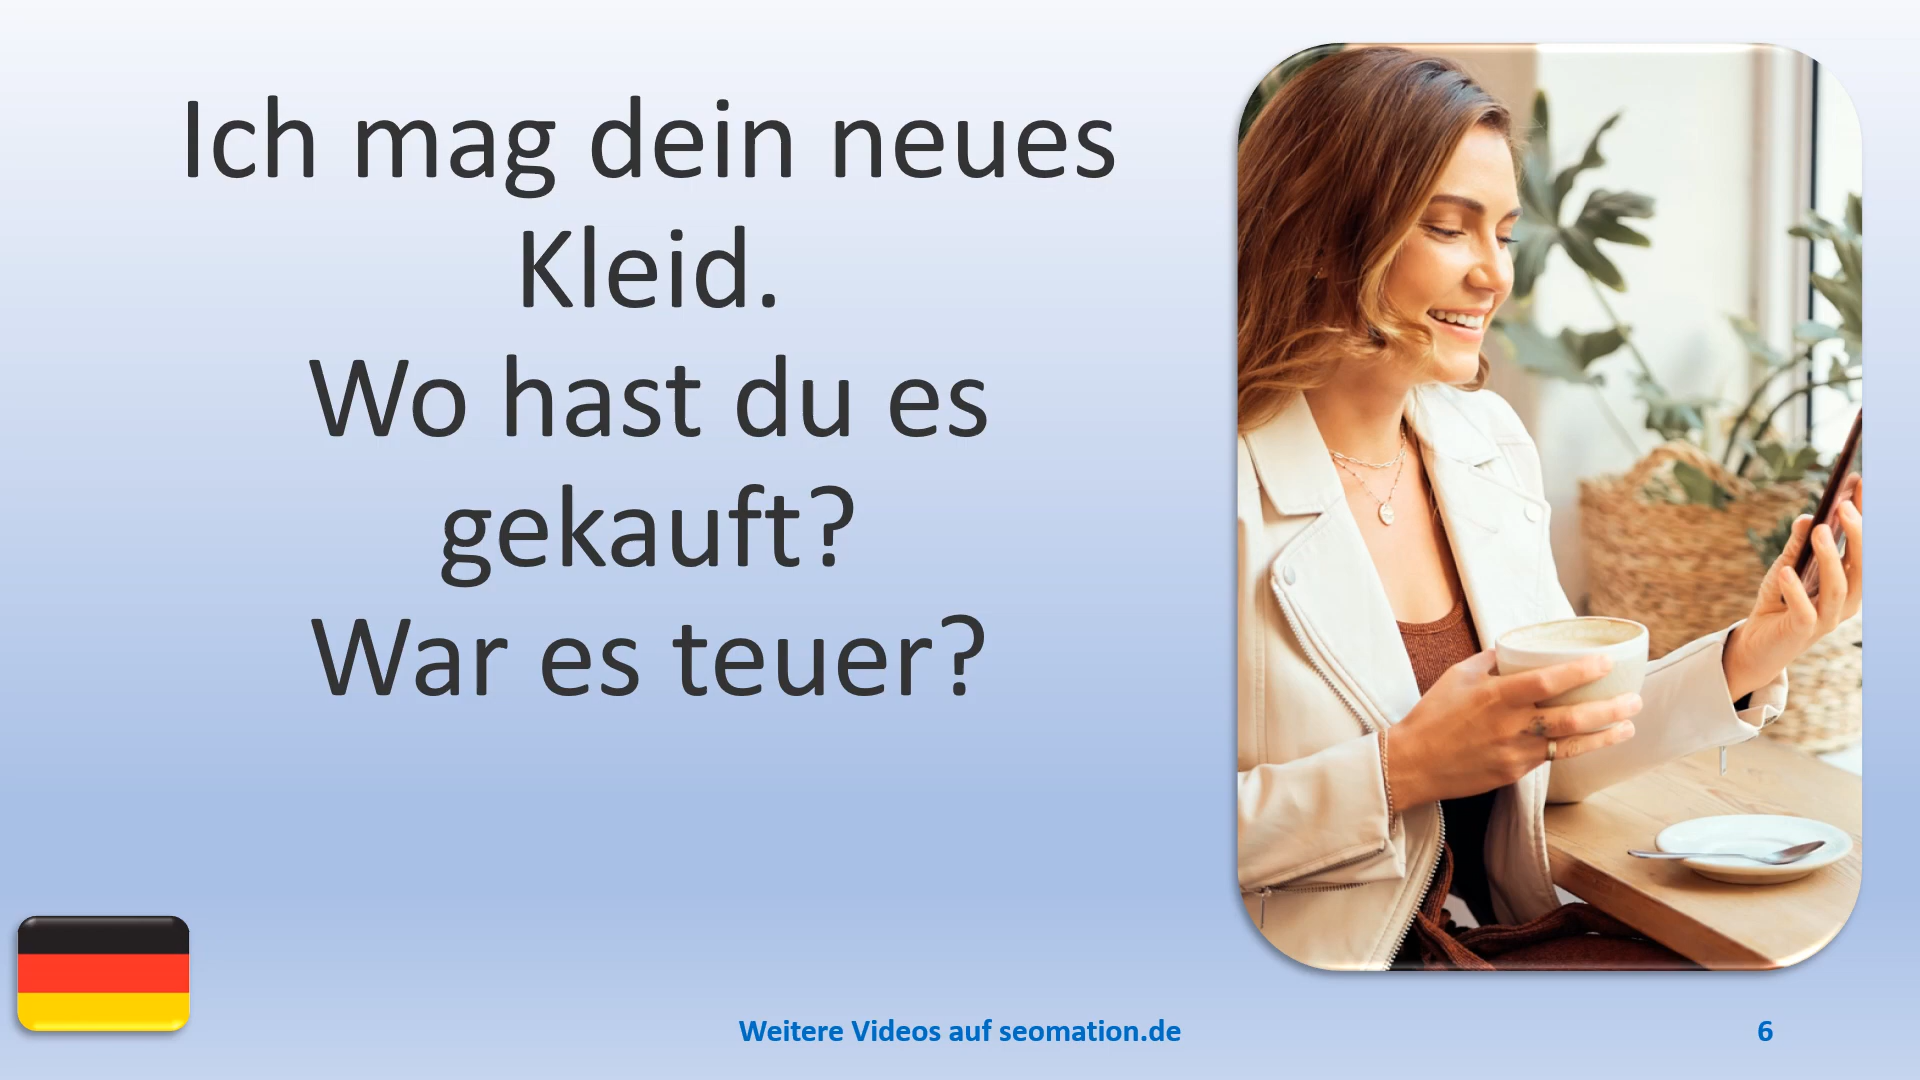 Ich mag dein neues
Kleid.
Wo hast du es
gekauft?
War es teuer?
Weitere Videos auf seomation.de
6